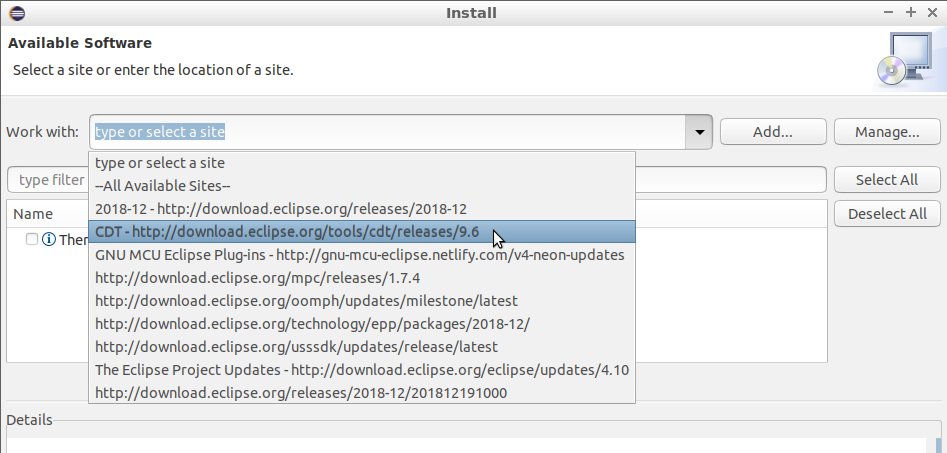 Install
Available Software
Select a site or enter the location of a site.
Work with: type or select a site Add... Manage...
type or select a site
--All Available Sites--
2018-12 - http://download.eclipse.org/releases/2018-12
CDT - http://download.eclipse.org/tools/cdt/releases/9.6
GNU MCU Eclipse Plug-ins - http://gnu-mcu-eclipse.netlify.com/v4-neon-updates
http://download.eclipse.org/mpc/releases/1.7.4
http://download.eclipse.org/oomph/updates/milestone/latest
http://download.eclipse.org/technology/epp/packages/2018-12/
http://download.eclipse.org/usssdk/updates/release/latest
The Eclipse Project Updates - http://download.eclipse.org/eclipse/updates/4.10
http://download.eclipse.org/releases/2018-12/201812191000
type filter
Select All
Name
Deselect All
Ther
Details